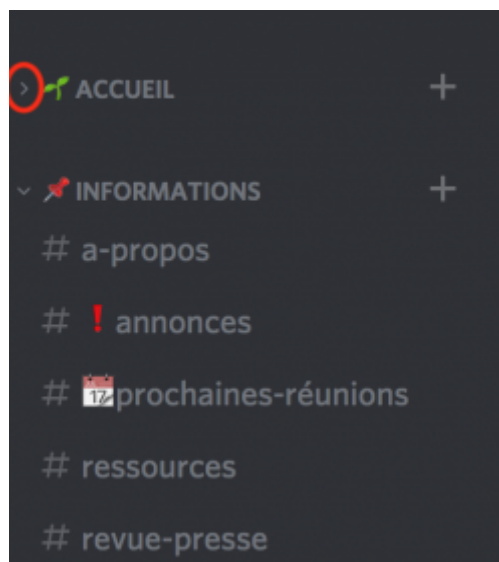 > 🌱 ACCUEIL +
📌 INFORMATIONS +
# a-propos
# ❗ annonces
# 📆prochaines-réunions
# ressources
# revue-presse